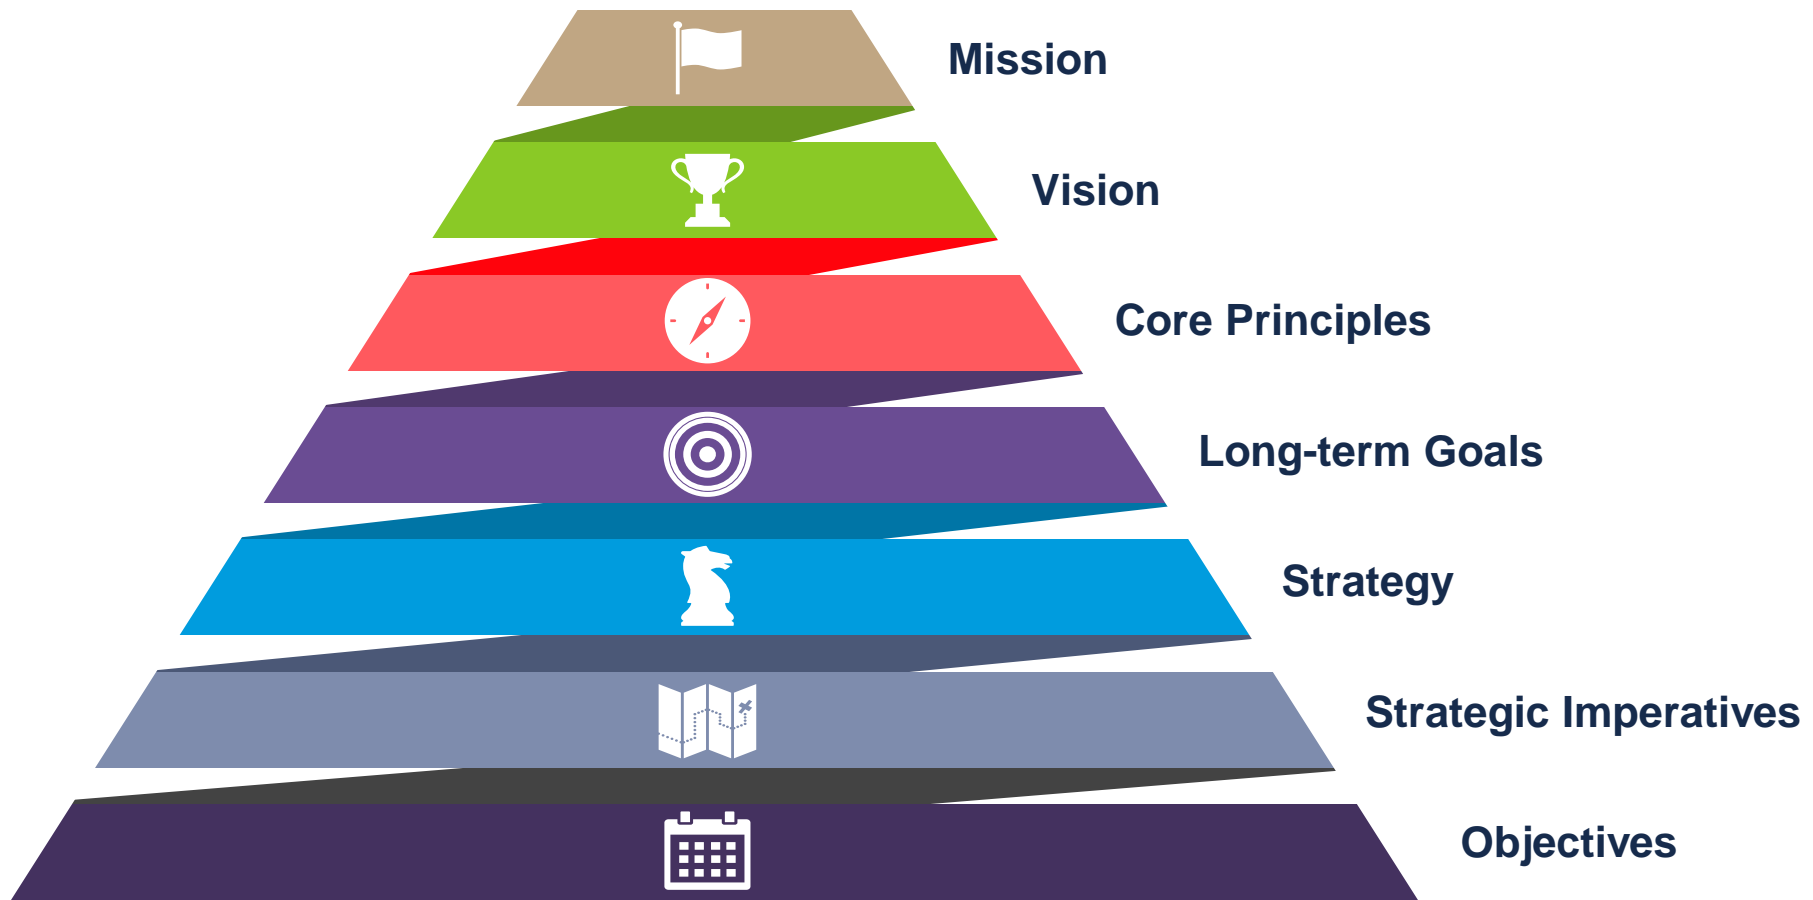 Mission
Vision
Core Principles
Long-term Goals
Strategy
Strategic Imperatives
Objectives